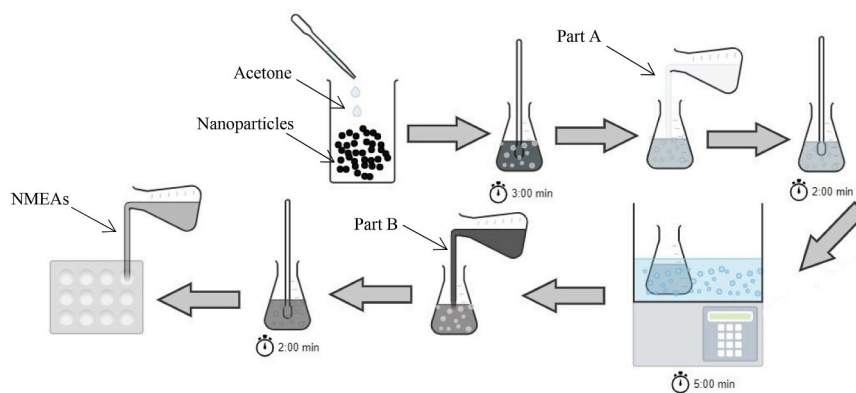 Acetone
Nanoparticles
3:00 min
Part A
2:00 min
5:00 min
Part B
2:00 min
NMEAs